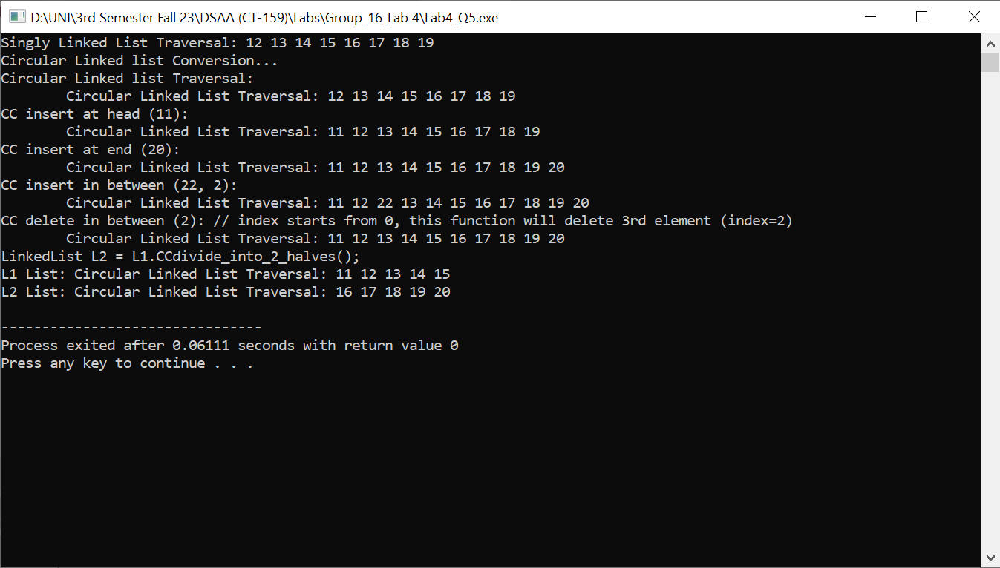 D:\UNI\3rd Semester Fall 23\DSAA (CT-159)\Labs\Group_16_Lab 4\Lab4_Q5.exe
Singly Linked List Traversal: 12 13 14 15 16 17 18 19
Circular Linked list Conversion...
Circular Linked list Traversal:
        Circular Linked List Traversal: 12 13 14 15 16 17 18 19
CC insert at head (11):
        Circular Linked List Traversal: 11 12 13 14 15 16 17 18 19
CC insert at end (20):
        Circular Linked List Traversal: 11 12 13 14 15 16 17 18 19 20
CC insert in between (22, 2):
        Circular Linked List Traversal: 11 12 22 13 14 15 16 17 18 19 20
CC delete in between (2): // index starts from 0, this function will delete 3rd element (index=2)
        Circular Linked List Traversal: 11 12 13 14 15 16 17 18 19 20
LinkedList L2 = L1.CCdivide_into_2_halves();
L1 List: Circular Linked List Traversal: 11 12 13 14 15
L2 List: Circular Linked List Traversal: 16 17 18 19 20
--------------------------------
Process exited after 0.06111 seconds with return value 0
Press any key to continue . . .